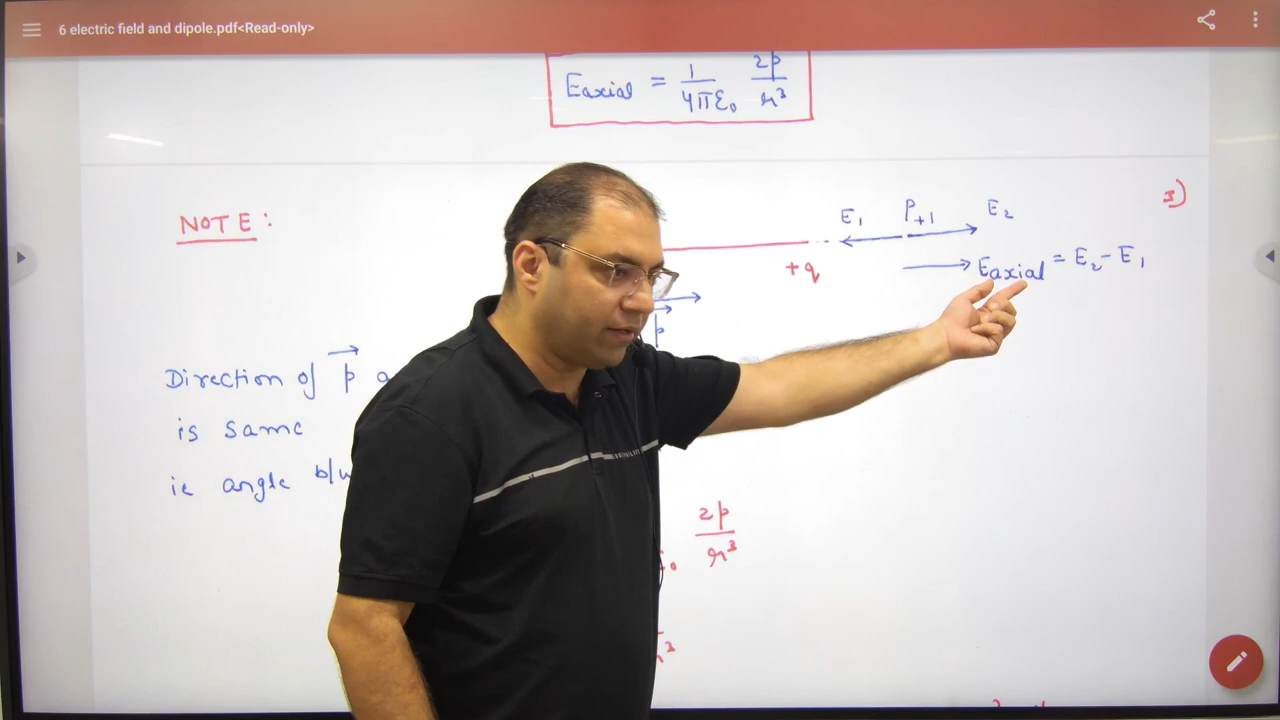 6 electric field and dipole.pdf<Read-only>
Eaxial = 1/4πε₀ 2p/r³
NOTE:
E₁ P+1 E₂
3)
+q
Eaxial = E₂ - E₁
p
Direction of p
is same
ie angle b/w
2p/r³